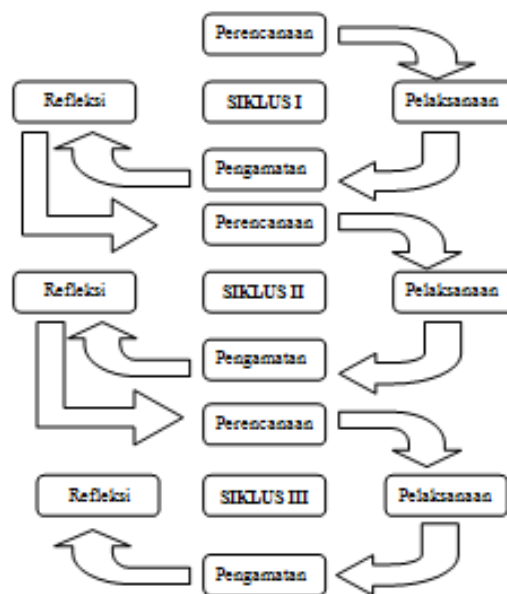 Perencanaan
Refleksi
SIKLUS I
Pelaksanaan
Pengamatan
Perencanaan
Refleksi
SIKLUS II
Pelaksanaan
Pengamatan
Perencanaan
Refleksi
SIKLUS III
Pelaksanaan
Pengamatan